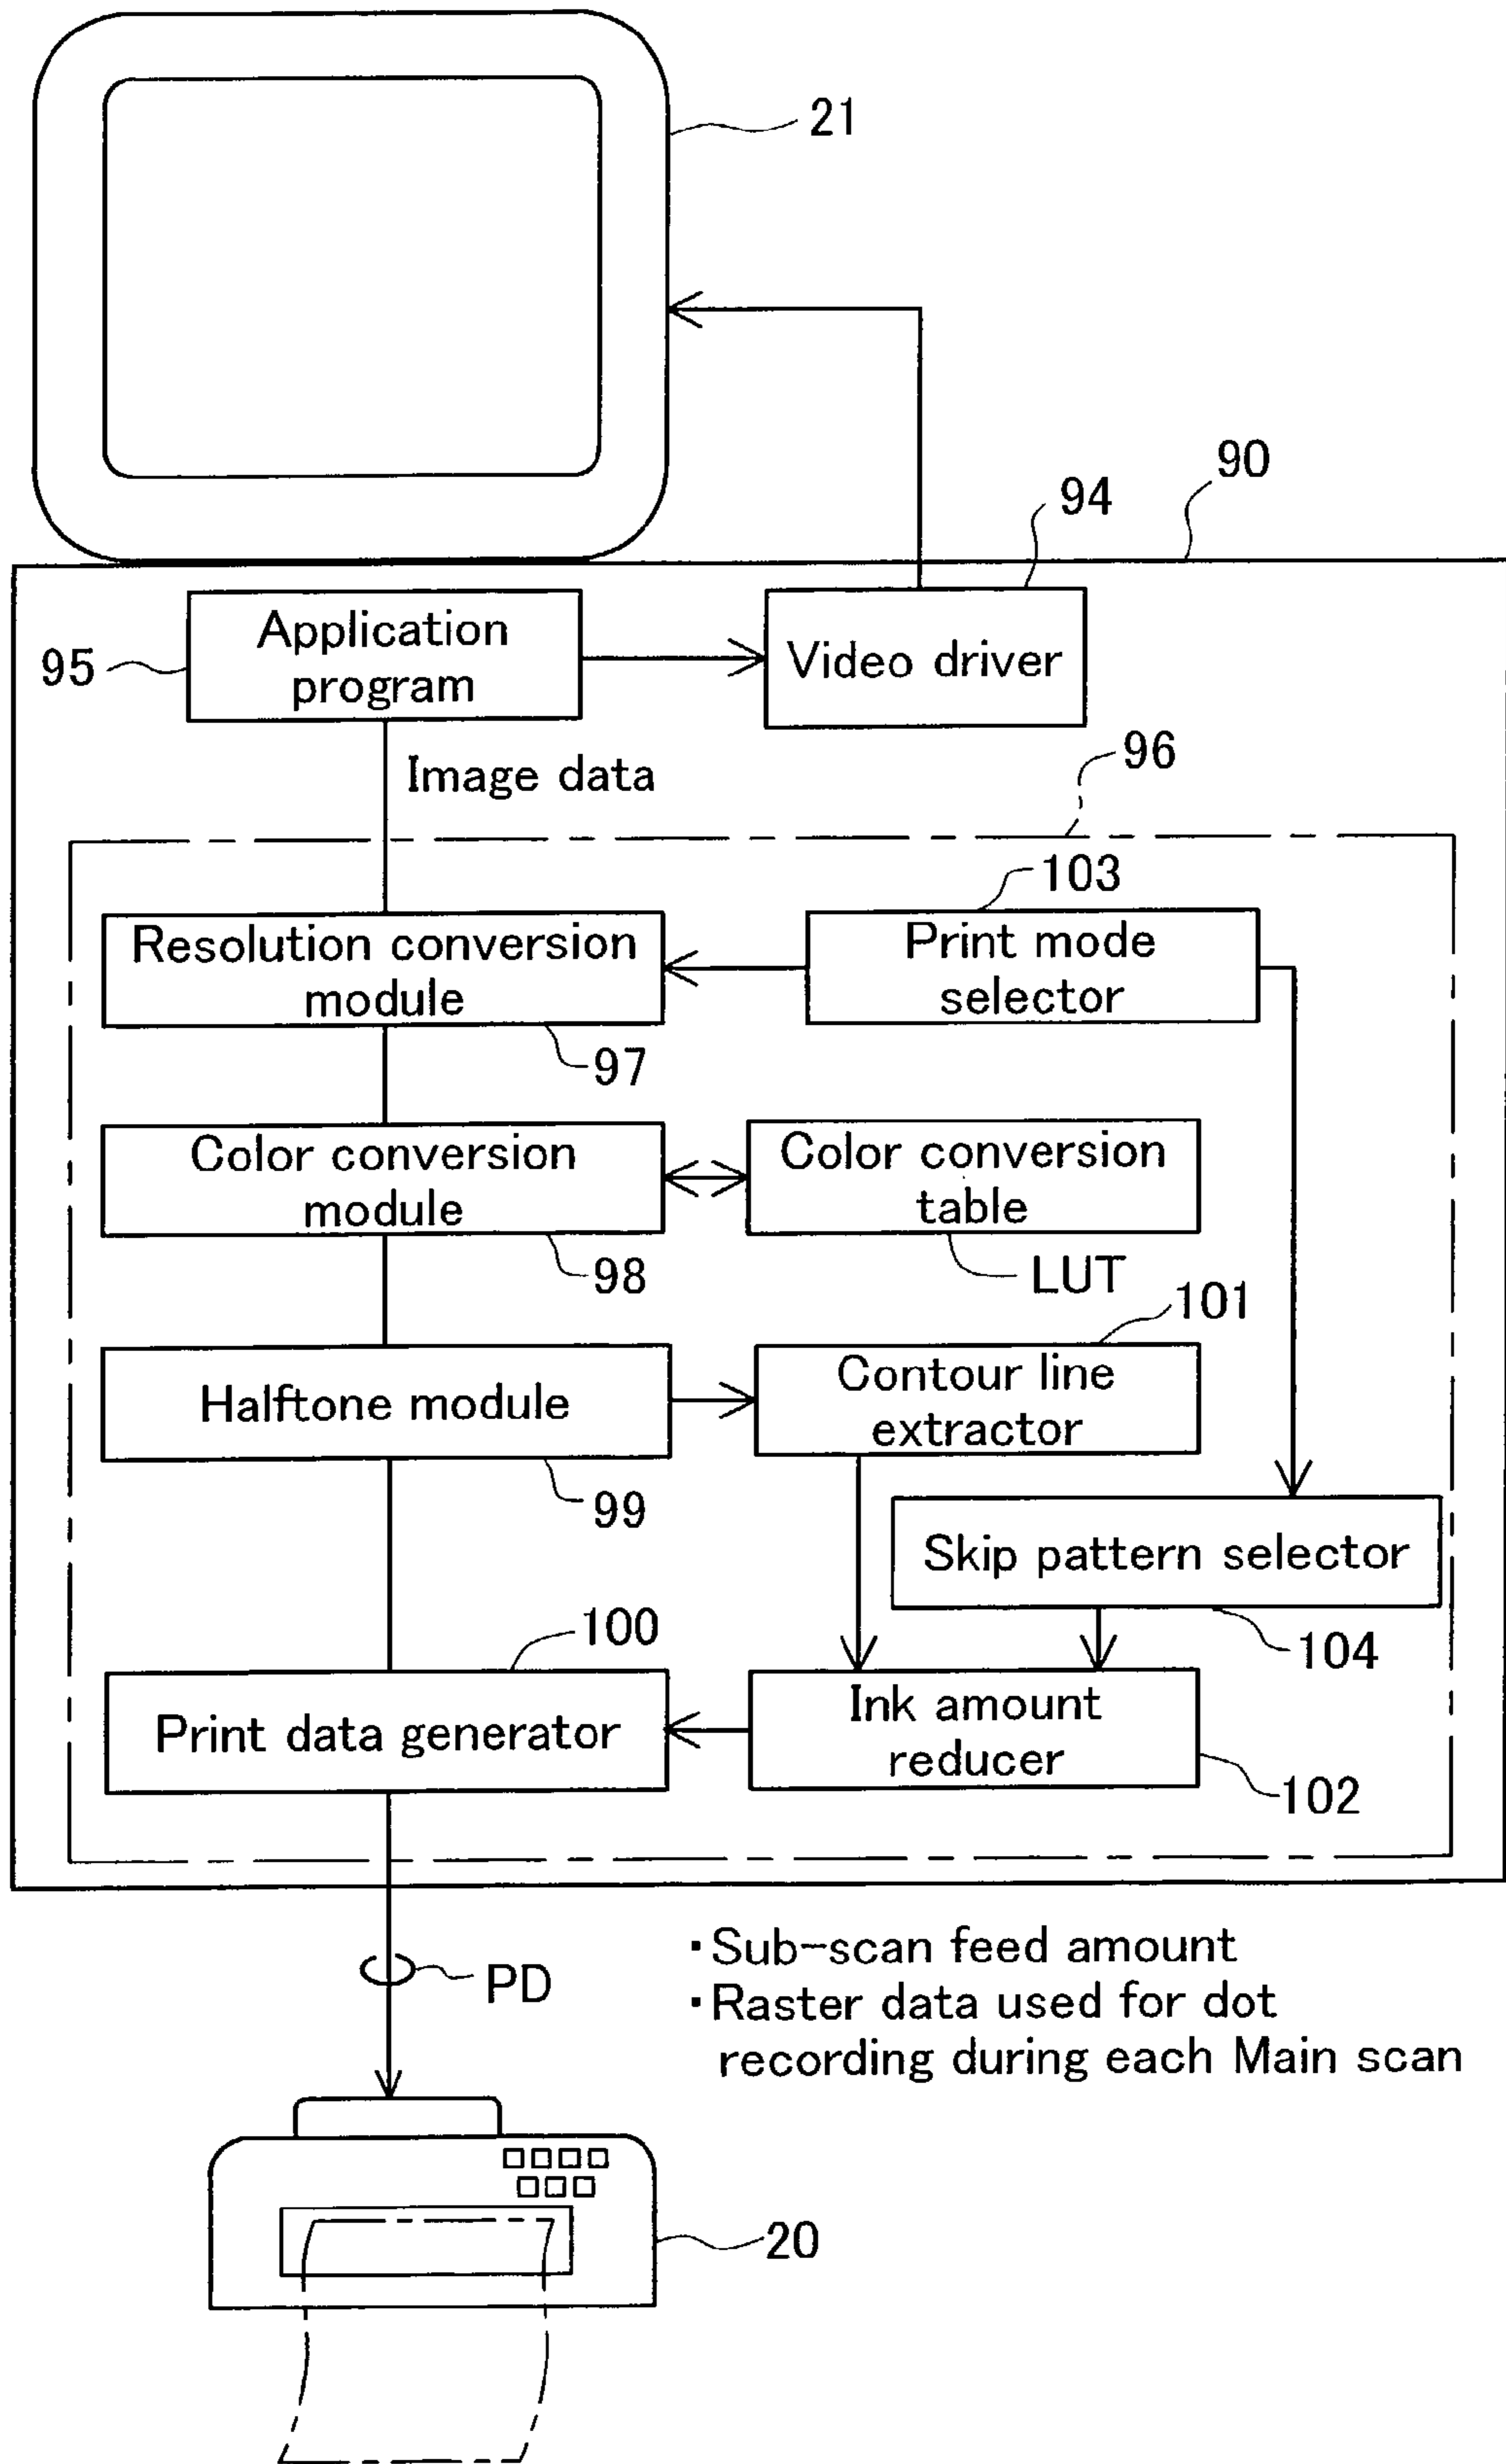 21
90
94
Application
program
95
Video driver
Image data
96
103
Resolution conversion
module
Print mode
selector
97
Color conversion
module
Color conversion
table
98
LUT
101
Halftone module
Contour line
extractor
99
Skip pattern selector
100
104
Print data generator
Ink amount
reducer
102
・Sub-scan feed amount
PD
・Raster data used for dot
recording during each Main scan
20